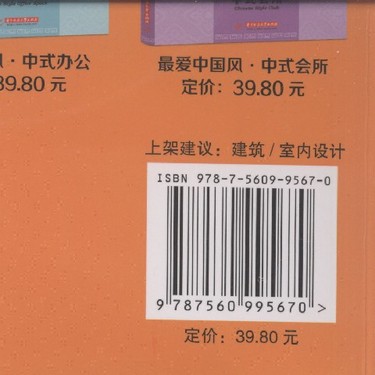 风·中式办公
39.80 元
最爱中国风·中式会所
定价：39.80 元
上架建议：建筑 / 室内设计
ISBN 978-7-5609-9567-0
9 787560 995670 >
定价：39.80 元